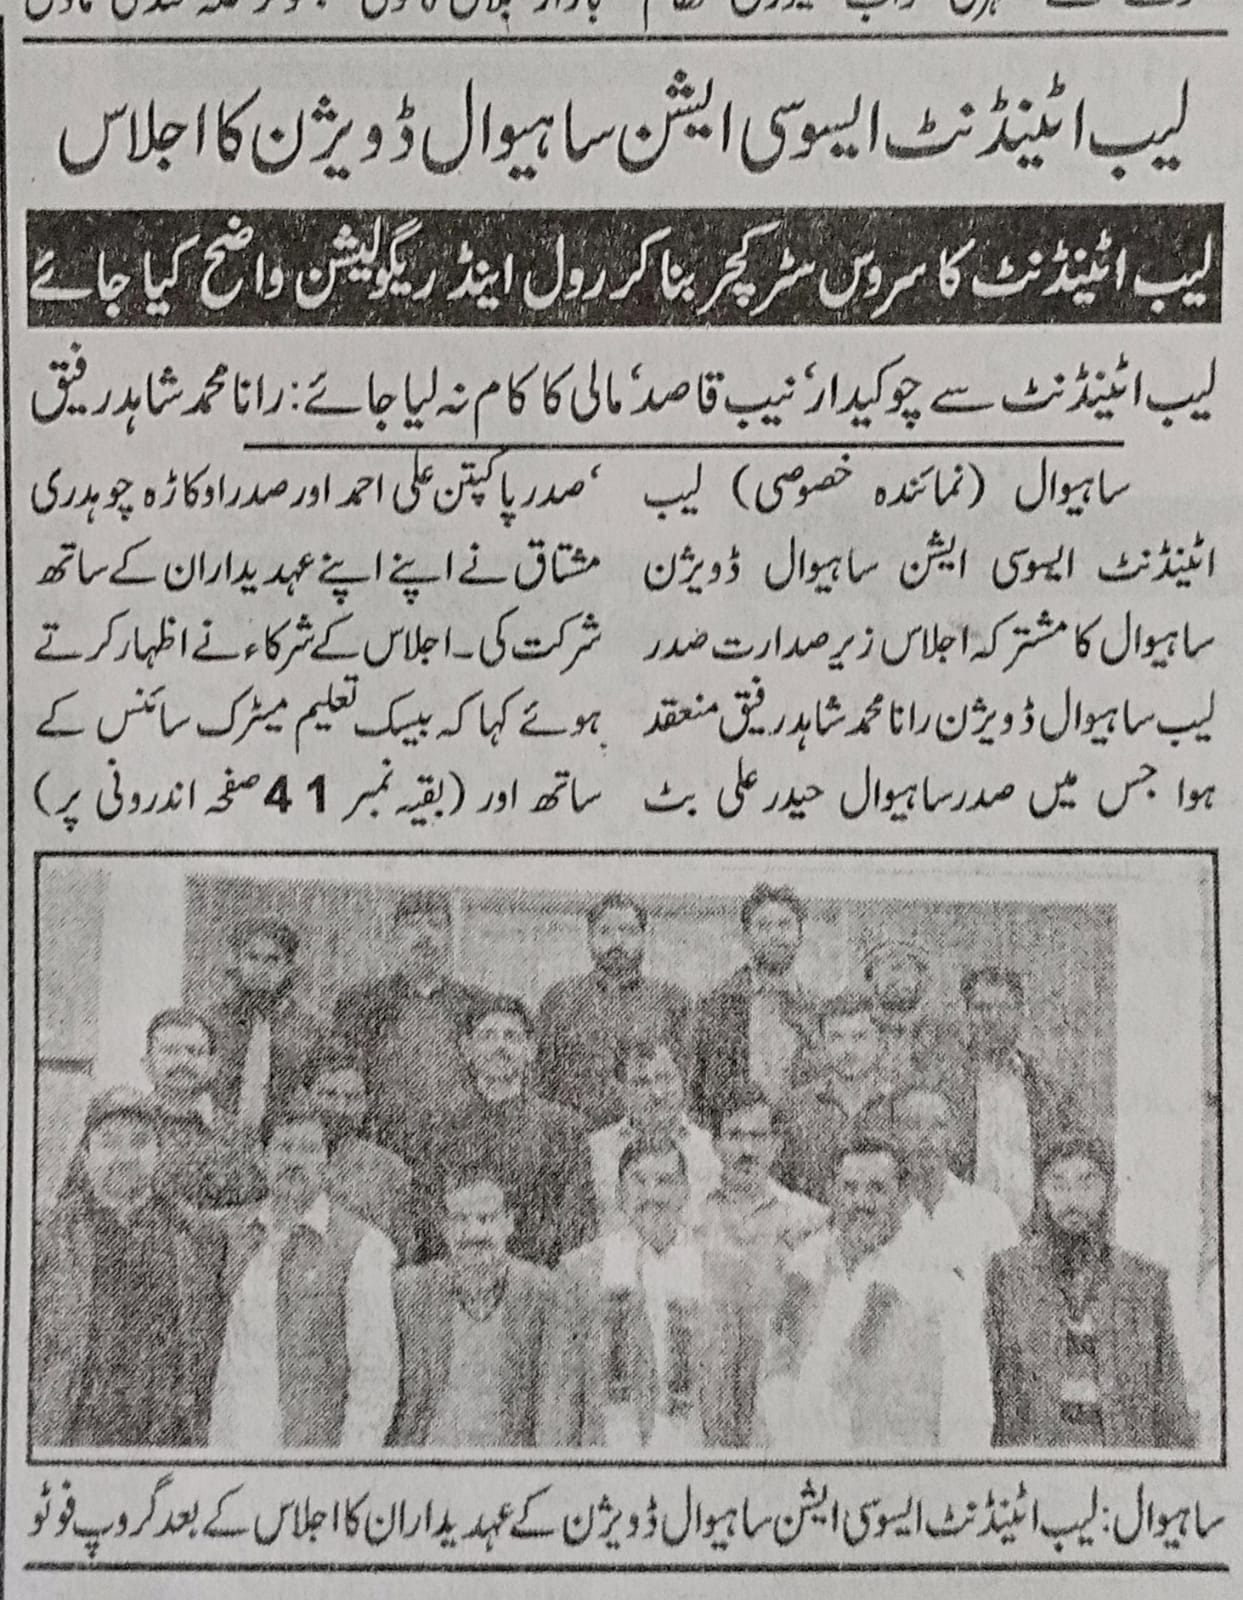 لیب اٹینڈنٹ ایسوسی ایشن ساہیوال ڈویژن کا اجلاس
لیب اٹینڈنٹ کا سروس سٹرکچر بنا کر رول اینڈ ریگولیشن واضح کیا جائے
لیب اٹینڈنٹ سے چوکیدار‘ نیب قاصد‘ مالی کا کام نہ لیا جائے: رانا محمد شاہد رفیق
ساہیوال (نمائندہ خصوصی) لیب
اٹینڈنٹ ایسوسی ایشن ساہیوال ڈویژن
ساہیوال کا مشترکہ اجلاس زیر صدارت صدر
لیب ساہیوال ڈویژن رانا محمد شاہد رفیق منعقد
ہوا جس میں صدر ساہیوال حیدر علی بٹ
‘ صدر پاکپتن علی احمد اور صدر اوکاڑہ چوہدری
مشتاق نے اپنے اپنے عہدیداران کے ساتھ
شرکت کی۔ اجلاس کے شرکاء نے اظہار کرتے
ہوئے کہا کہ بیسک تعلیم میٹرک سائنس کے
ساتھ اور (بقیہ نمبر 41 صفحہ اندرونی پر)
ساہیوال: لیب اٹینڈنٹ ایسوسی ایشن ساہیوال ڈویژن کے عہدیداران کا اجلاس کے بعد گروپ فوٹو